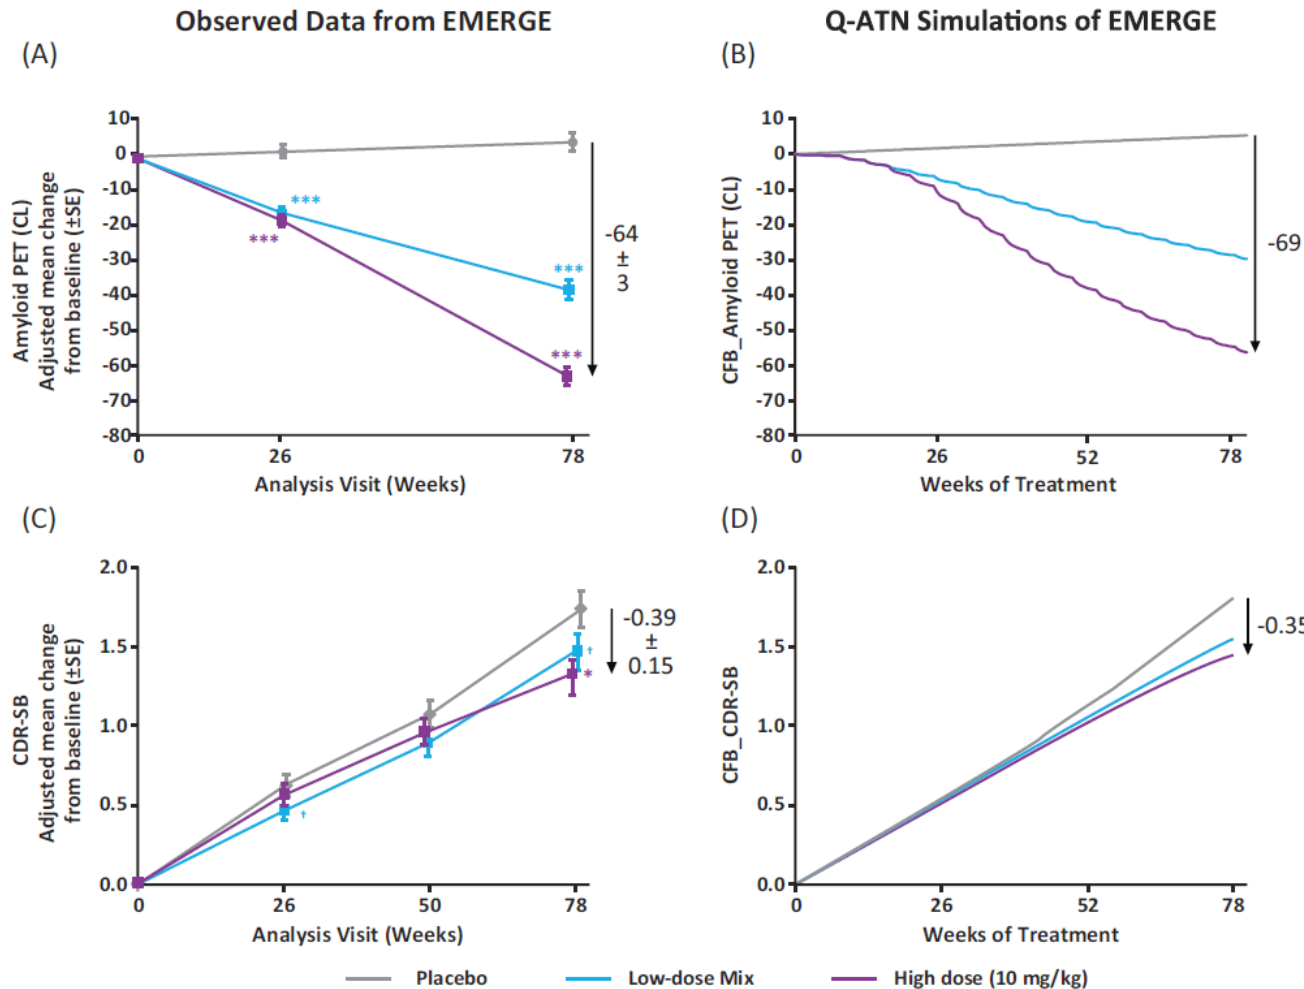 Observed Data from EMERGE
Q-ATN Simulations of EMERGE
(A)
Amyloid PET (CL)
Adjusted mean change
from baseline (±SE)
10
0
-10
-20
-30
-40
-50
-60
-70
-80
***
***
***
***
-64
±
3
0
26
78
Analysis Visit (Weeks)
(B)
CFB_Amyloid PET (CL)
10
0
-10
-20
-30
-40
-50
-60
-70
-80
-69
0
26
52
78
Weeks of Treatment
(C)
CDR-SB
Adjusted mean change
from baseline (±SE)
2.0
1.5
1.0
0.5
0.0
†
†
*
-0.39
±
0.15
0
26
50
78
Analysis Visit (Weeks)
(D)
CFB_CDR-SB
2.0
1.5
1.0
0.5
0.0
-0.35
0
26
52
78
Weeks of Treatment
Placebo
Low-dose Mix
High dose (10 mg/kg)